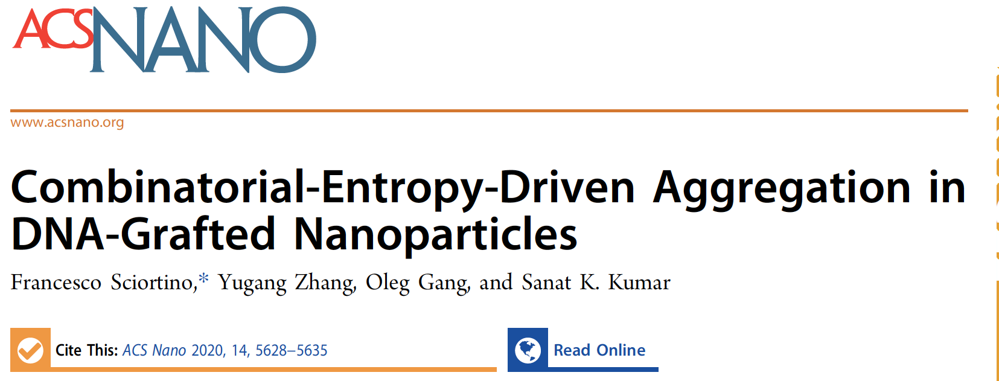 ACSNANO
www.acsnano.org
Combinatorial-Entropy-Driven Aggregation in
DNA-Grafted Nanoparticles
Francesco Sciortino,* Yugang Zhang, Oleg Gang, and Sanat K. Kumar
Cite This: ACS Nano 2020, 14, 5628–5635
Read Online